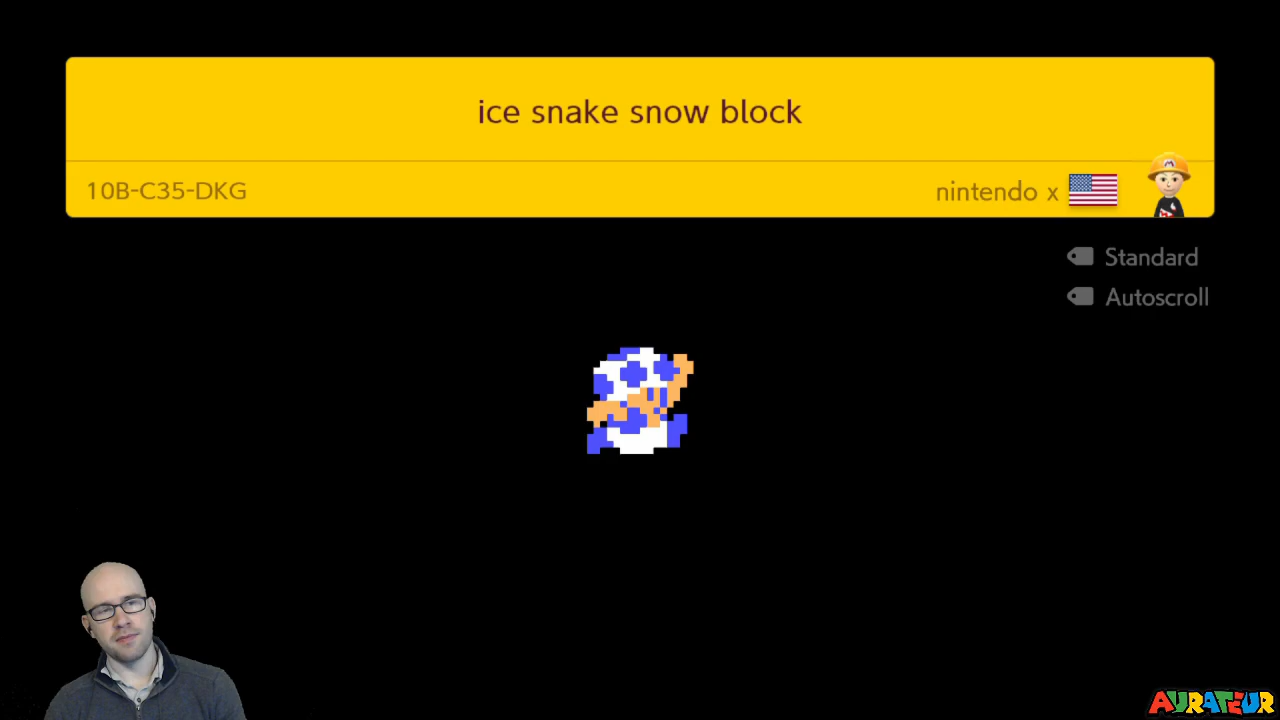 ice snake snow block
10B-C35-DKG
nintendo x
Standard
Autoscroll
AURATEUR